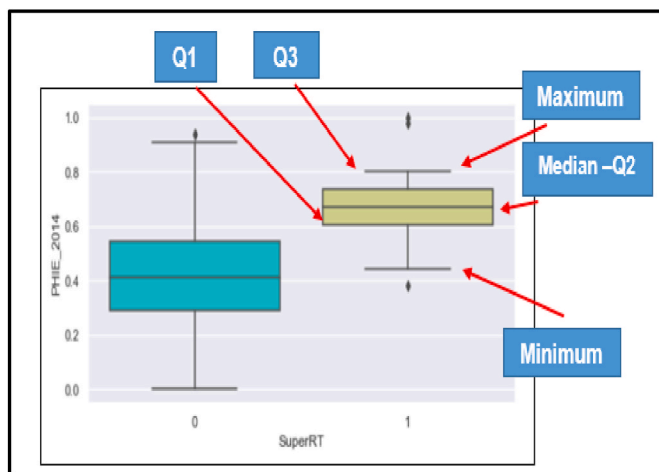 Q1
Q3
Maximum
Median –Q2
Minimum
1.0
0.8
0.6
0.4
0.2
0.0
PHIE_2014
0
1
SuperRT